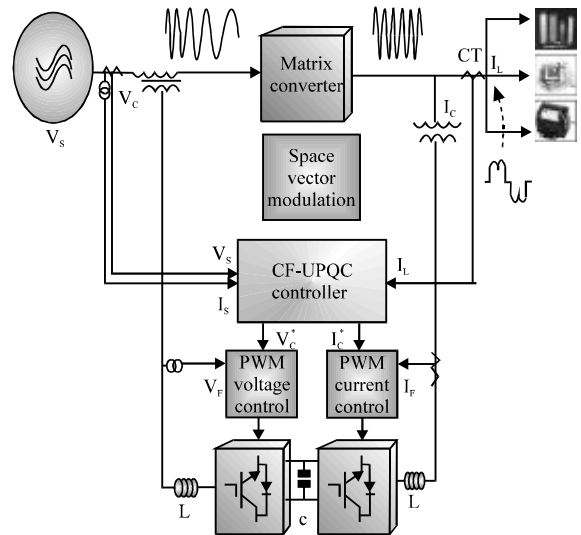 CT
Matrix
converter
I_L
V_C
I_C
V_S
Space
vector
modulation
V_S
CF-UPQC
controller
I_L
I_S
V_C^*
I_C^*
PWM
voltage
control
PWM
current
control
V_F
I_F
L
c
L